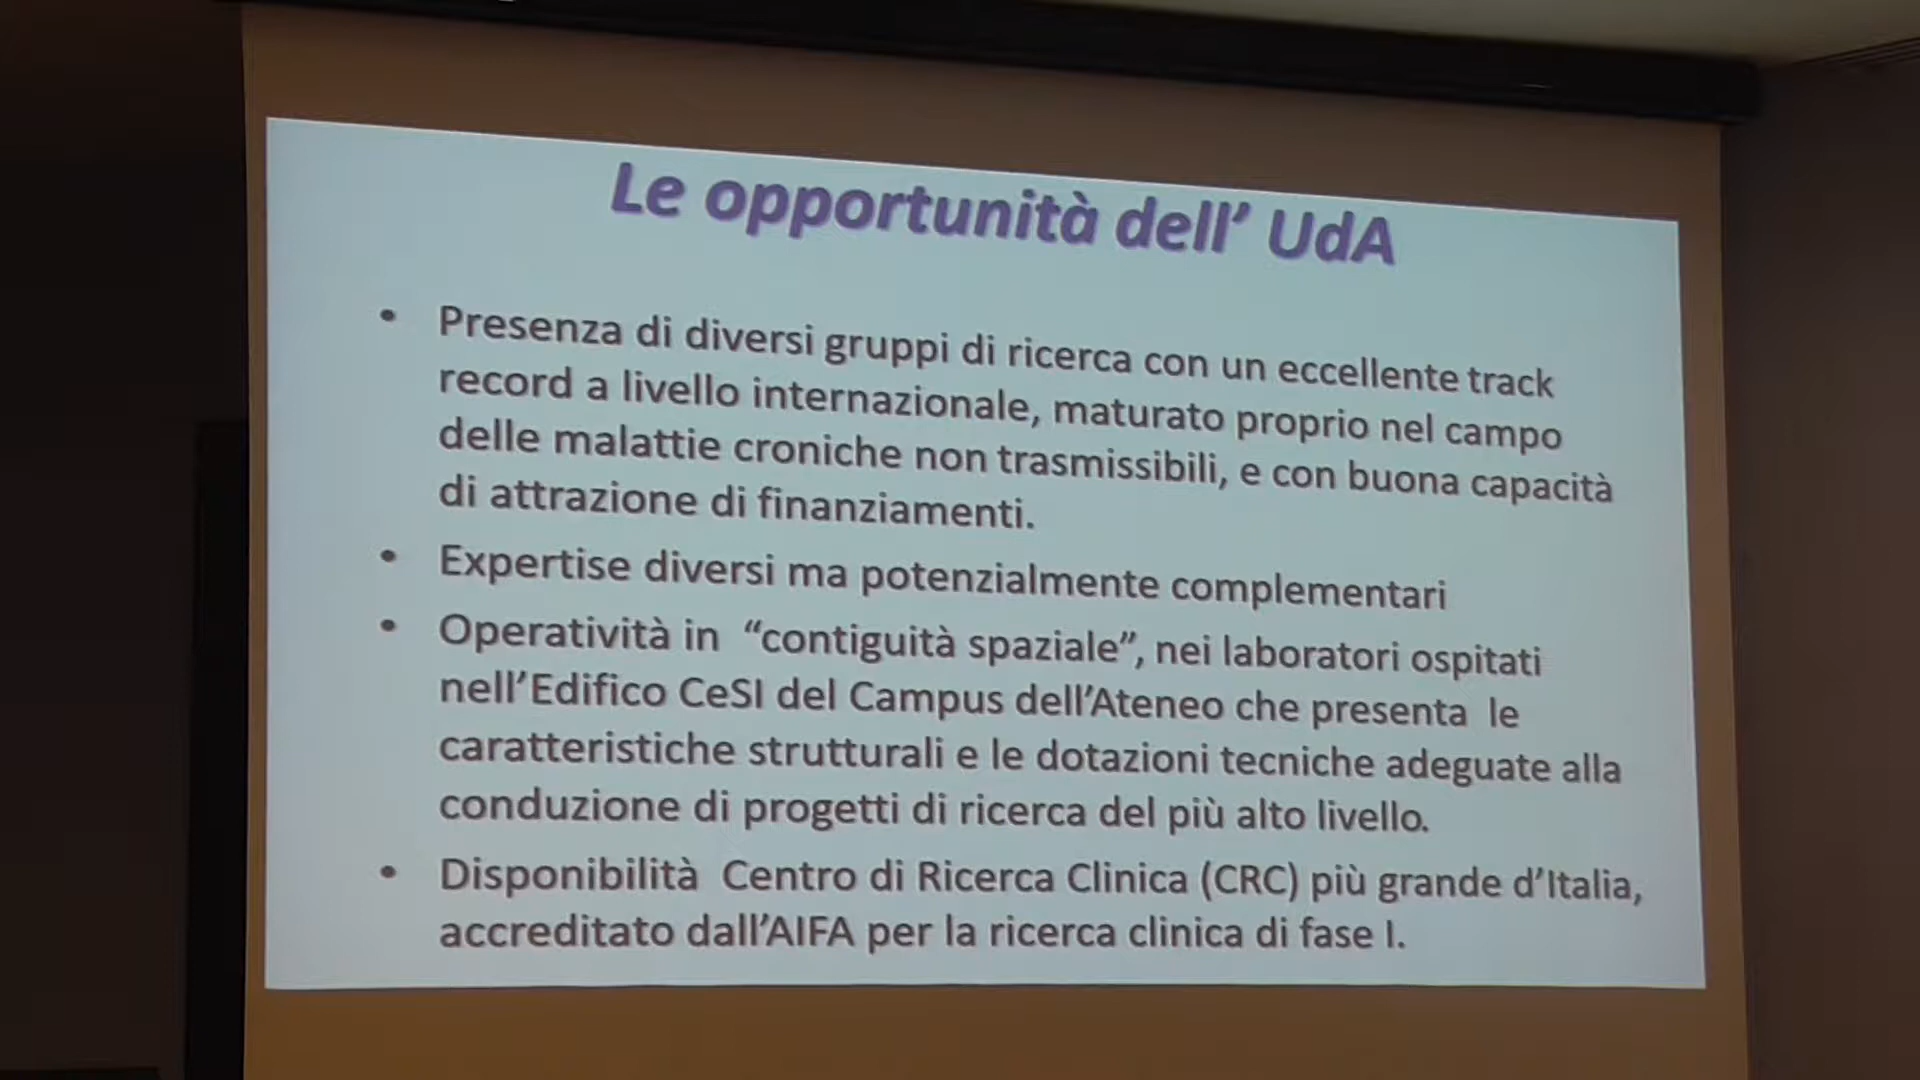 Le opportunità dell’ UdA
• Presenza di diversi gruppi di ricerca con un eccellente track
record a livello internazionale, maturato proprio nel campo
delle malattie croniche non trasmissibili, e con buona capacità
di attrazione di finanziamenti.
• Expertise diversi ma potenzialmente complementari
• Operatività in “contiguità spaziale”, nei laboratori ospitati
nell’Edifico CeSI del Campus dell’Ateneo che presenta le
caratteristiche strutturali e le dotazioni tecniche adeguate alla
conduzione di progetti di ricerca del più alto livello.
• Disponibilità Centro di Ricerca Clinica (CRC) più grande d’Italia,
accreditato dall’AIFA per la ricerca clinica di fase I.